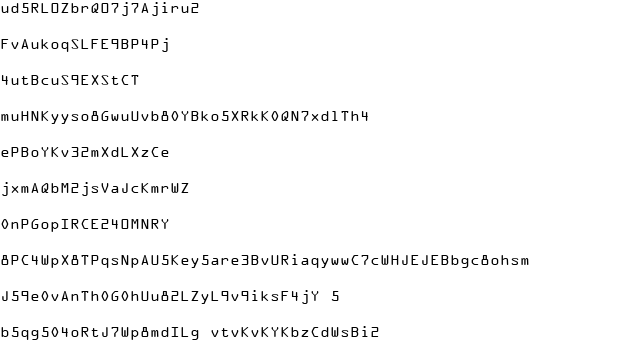 ud5RLOZbrQO7j7Ajiru2
FvAukoqSLFE9BP4Pj
4utBcuS9EXStCT
muHNKyyso8GwuUvb80YBko5XRkK0QN7xdlTh4
ePBoYKv32mXdLXzCe
jxmAQbM2jsVaJcKmrWZ
0nPGopIRCE24OMNRY
8PC4WpX8TPqsNpAU5Key5are3BvURiaqywwC7cWHJEJEBbgc8ohsm
J59e0vAnTh0G0hUu82LZyL9v9iksF4jY 5
b5qg504oRtJ7Wp8mdILg vtvKvKYKbzCdWsBi2